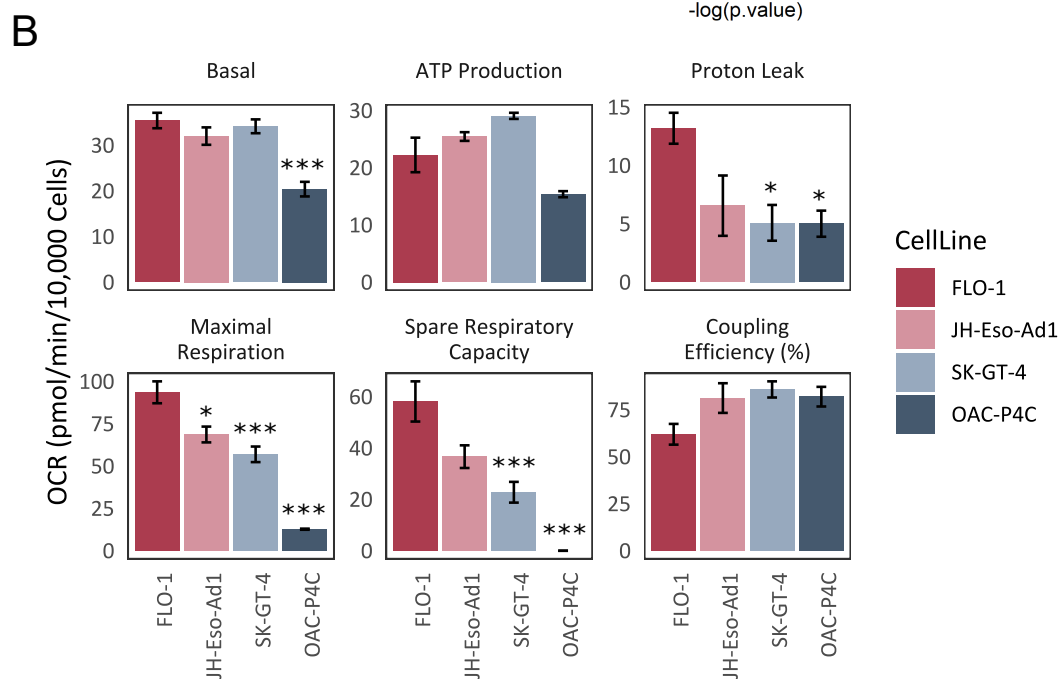 -log(p.value)
B
Basal
ATP Production
Proton Leak
OCR (pmol/min/10,000 Cells)
30
20
10
0
***
30
20
10
0
15
10
5
0
*
*
Maximal
Respiration
Spare Respiratory
Capacity
Coupling
Efficiency (%)
100
75
50
25
0
*
***
***
60
40
20
0
***
***
75
50
25
0
FLO-1
JH-Eso-Ad1
SK-GT-4
OAC-P4C
FLO-1
JH-Eso-Ad1
SK-GT-4
OAC-P4C
FLO-1
JH-Eso-Ad1
SK-GT-4
OAC-P4C
CellLine
FLO-1
JH-Eso-Ad1
SK-GT-4
OAC-P4C